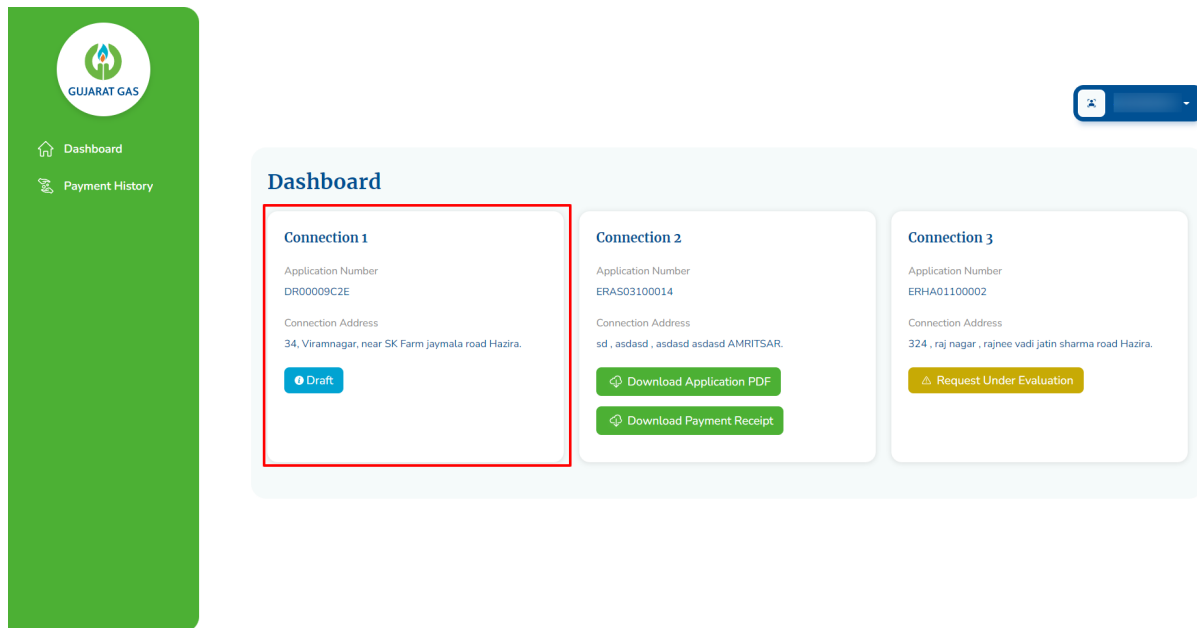 GUJARAT GAS
Dashboard
Payment History
Dashboard
Connection 1
Application Number
DR00009C2E
Connection Address
34, Viramnagar, near SK Farm jaymala road Hazira.
Draft
Connection 2
Application Number
ERAS03100014
Connection Address
sd , asdasd , asdasd asdasd AMRITSAR.
Download Application PDF
Download Payment Receipt
Connection 3
Application Number
ERHA01100002
Connection Address
324 , raj nagar , rajnee vadi jatin sharma road Hazira.
Request Under Evaluation